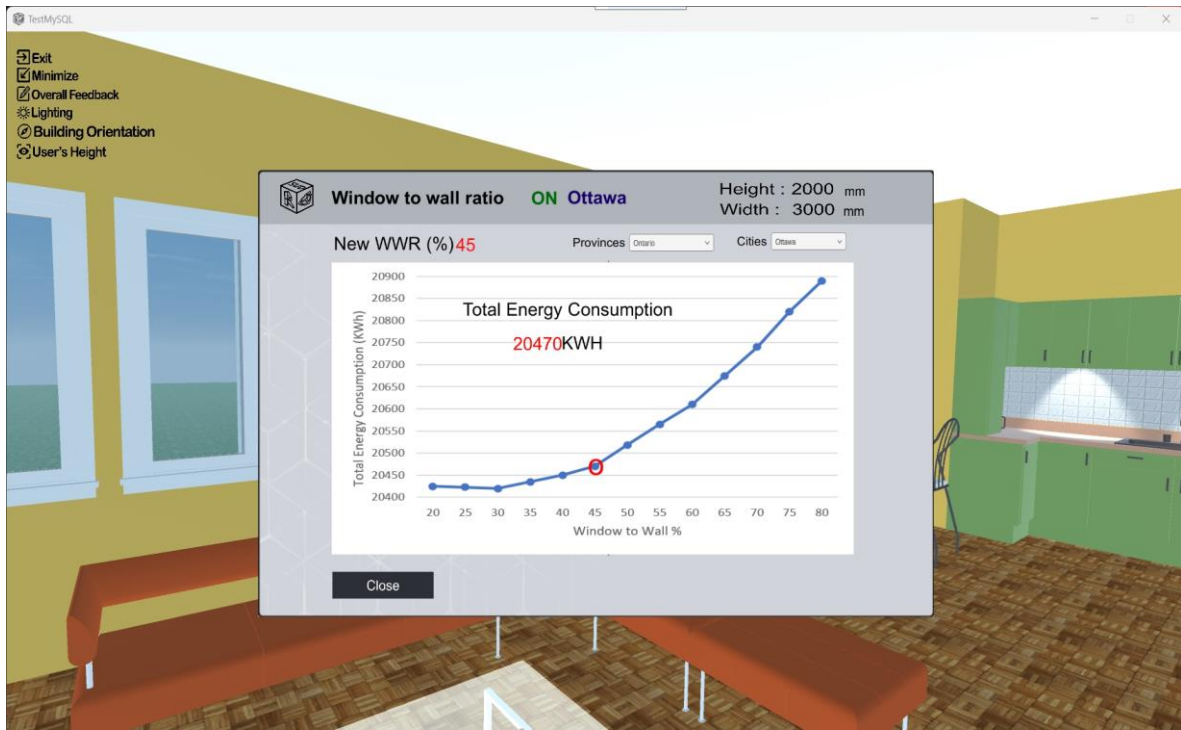 TestMySQL
Exit
Minimize
Overall Feedback
Lighting
Building Orientation
User's Height
Window to wall ratio ON Ottawa
Height : 2000 mm
Width : 3000 mm
New WWR (%)45 Provinces Ontario Cities Ottawa
Total Energy Consumption
20470KWH
Total Energy Consumption (KWh)
20900
20850
20800
20750
20700
20650
20600
20550
20500
20450
20400
20 25 30 35 40 45 50 55 60 65 70 75 80
Window to Wall %
Close